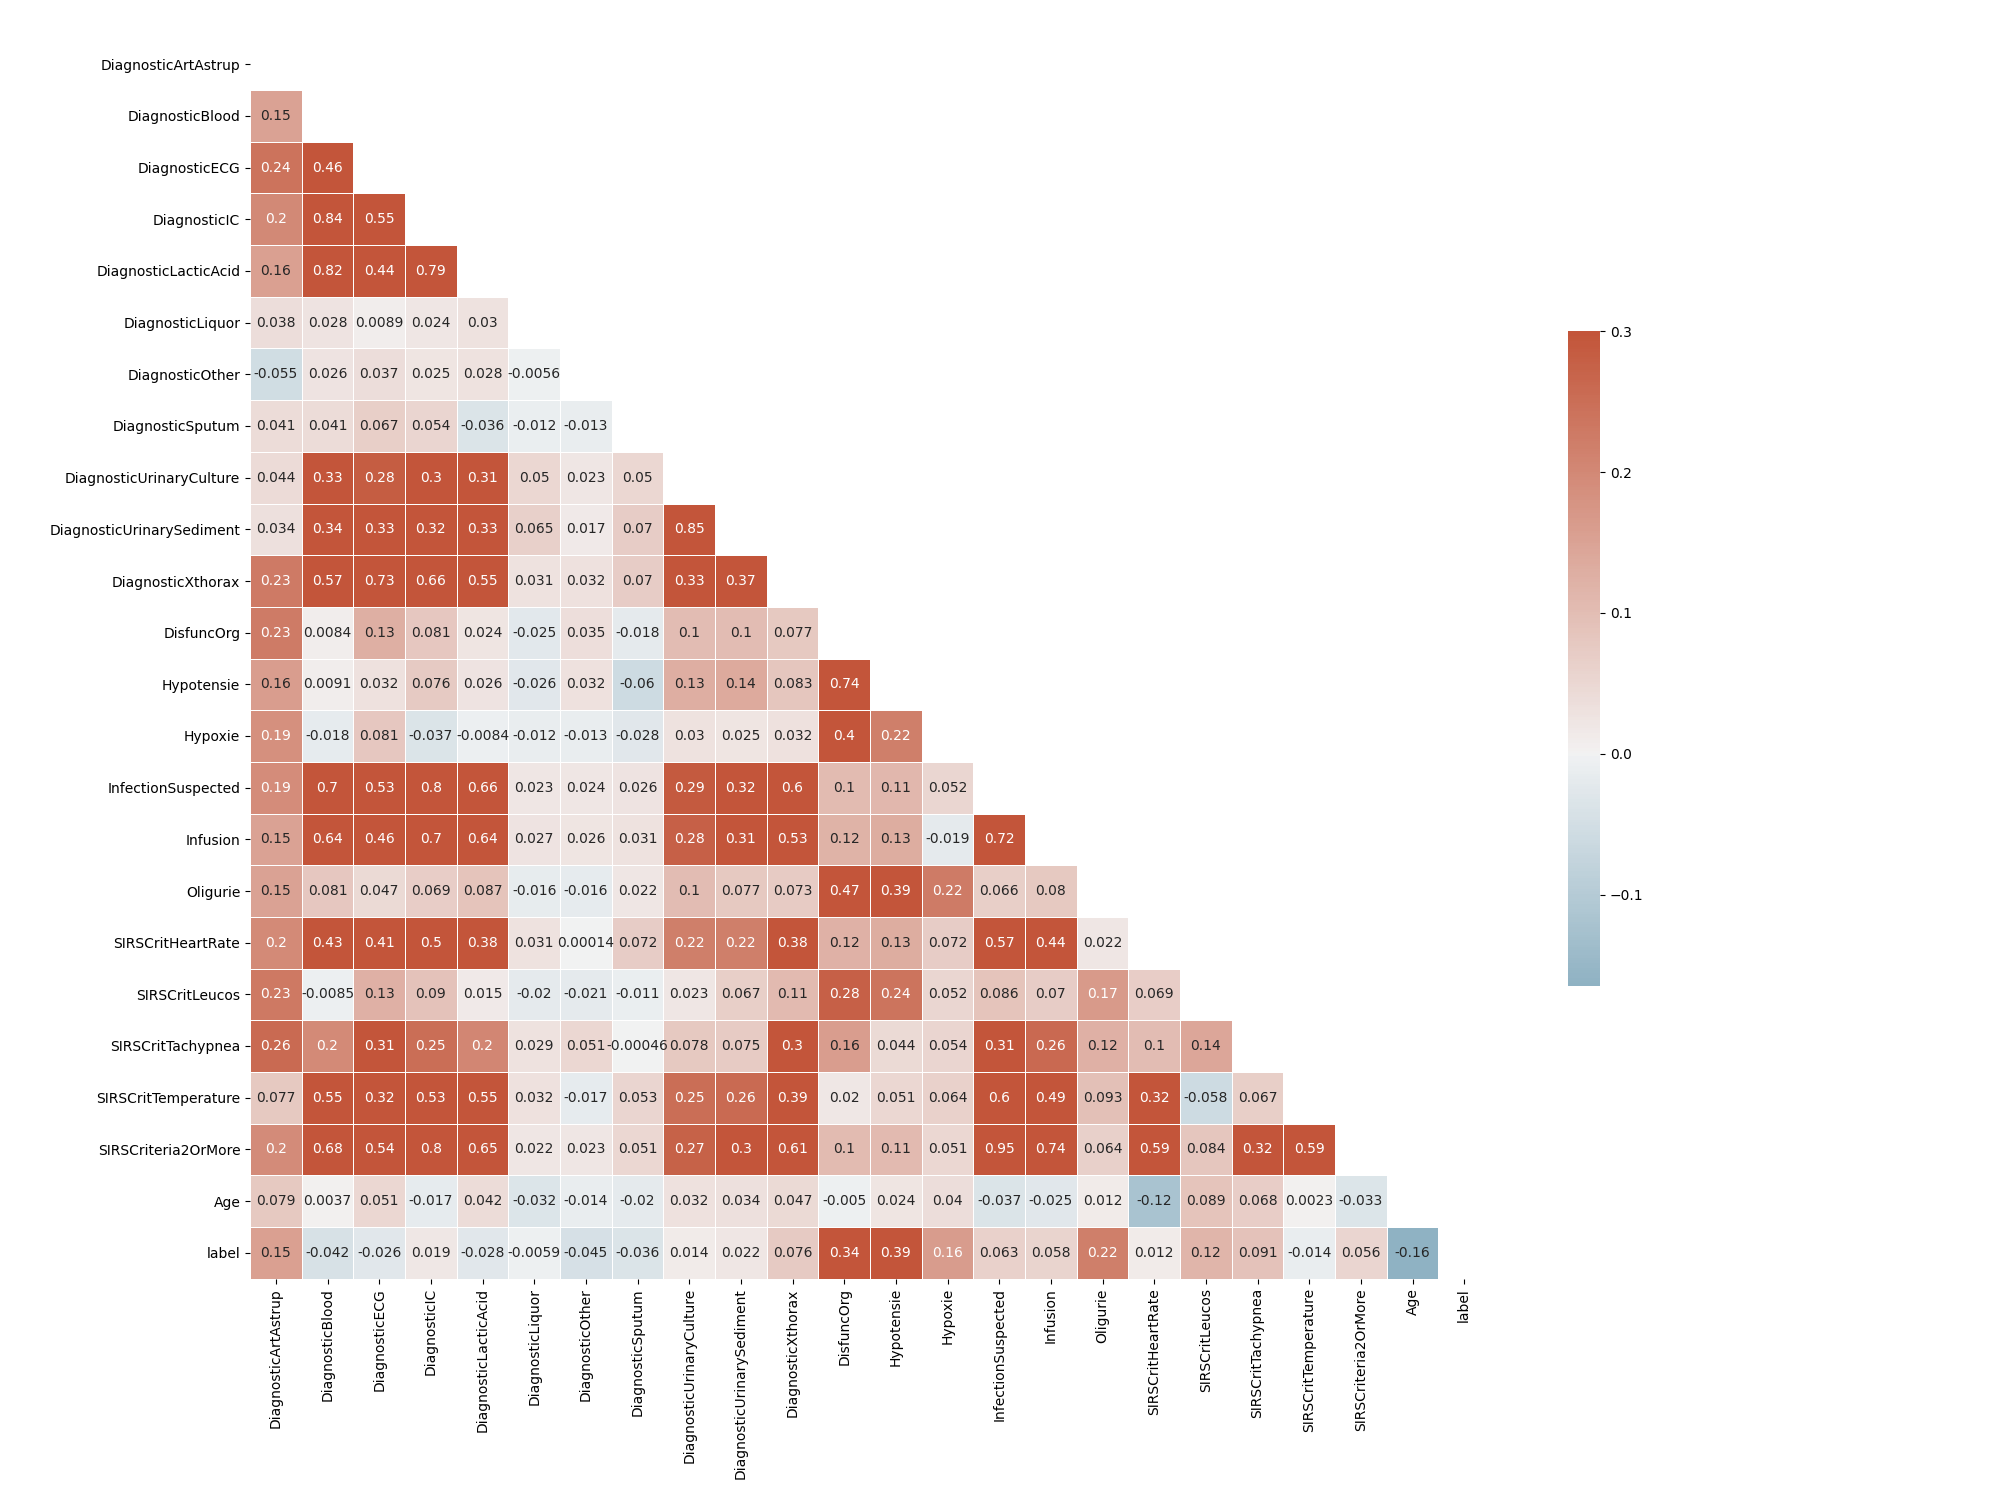 DiagnosticArtAstrup
DiagnosticBlood 0.15
DiagnosticECG 0.24 0.46
DiagnosticIC 0.2 0.84 0.55
DiagnosticLacticAcid 0.16 0.82 0.44 0.79
DiagnosticLiquor 0.038 0.028 0.0089 0.024 0.03
DiagnosticOther -0.055 0.026 0.037 0.025 0.028 -0.0056
DiagnosticSputum 0.041 0.041 0.067 0.054 -0.036 -0.012 -0.013
DiagnosticUrinaryCulture 0.044 0.33 0.28 0.3 0.31 0.05 0.023 0.05
DiagnosticUrinarySediment 0.034 0.34 0.33 0.32 0.33 0.065 0.017 0.07 0.85
DiagnosticXthorax 0.23 0.57 0.73 0.66 0.55 0.031 0.032 0.07 0.33 0.37
DisfuncOrg 0.23 0.0084 0.13 0.081 0.024 -0.025 0.035 -0.018 0.1 0.1 0.077
Hypotensie 0.16 0.0091 0.032 0.076 0.026 -0.026 0.032 -0.06 0.13 0.14 0.083 0.74
Hypoxie 0.19 -0.018 0.081 -0.037 -0.0084 -0.012 -0.013 -0.028 0.03 0.025 0.032 0.4 0.22
InfectionSuspected 0.19 0.7 0.53 0.8 0.66 0.023 0.024 0.026 0.29 0.32 0.6 0.1 0.11 0.052
Infusion 0.15 0.64 0.46 0.7 0.64 0.027 0.026 0.031 0.28 0.31 0.53 0.12 0.13 -0.019 0.72
Oligurie 0.15 0.081 0.047 0.069 0.087 -0.016 -0.016 0.022 0.1 0.077 0.073 0.47 0.39 0.22 0.066 0.08
SIRSCritHeartRate 0.2 0.43 0.41 0.5 0.38 0.031 0.00014 0.072 0.22 0.22 0.38 0.12 0.13 0.072 0.57 0.44 0.022
SIRSCritLeucos 0.23 -0.0085 0.13 0.09 0.015 -0.02 -0.021 -0.011 0.023 0.067 0.11 0.28 0.24 0.052 0.086 0.07 0.17 0.069
SIRSCritTachypnea 0.26 0.2 0.31 0.25 0.2 0.029 0.051 -0.00046 0.078 0.075 0.3 0.16 0.044 0.054 0.31 0.26 0.12 0.1 0.14
SIRSCritTemperature 0.077 0.55 0.32 0.53 0.55 0.032 -0.017 0.053 0.25 0.26 0.39 0.02 0.051 0.064 0.6 0.49 0.093 0.32 -0.058 0.067
SIRSCriteria2OrMore 0.2 0.68 0.54 0.8 0.65 0.022 0.023 0.051 0.27 0.3 0.61 0.1 0.11 0.051 0.95 0.74 0.064 0.59 0.084 0.32 0.59
Age 0.079 0.0037 0.051 -0.017 0.042 -0.032 -0.014 -0.02 0.032 0.034 0.047 -0.005 0.024 0.04 -0.037 -0.025 0.012 -0.12 0.089 0.068 0.0023 -0.033
label 0.15 -0.042 -0.026 0.019 -0.028 -0.0059 -0.045 -0.036 0.014 0.022 0.076 0.34 0.39 0.16 0.063 0.058 0.22 0.012 0.12 0.091 -0.014 0.056 -0.16
DiagnosticArtAstrup
DiagnosticBlood
DiagnosticECG
DiagnosticIC
DiagnosticLacticAcid
DiagnosticLiquor
DiagnosticOther
DiagnosticSputum
DiagnosticUrinaryCulture
DiagnosticUrinarySediment
DiagnosticXthorax
DisfuncOrg
Hypotensie
Hypoxie
InfectionSuspected
Infusion
Oligurie
SIRSCritHeartRate
SIRSCritLeucos
SIRSCritTachypnea
SIRSCritTemperature
SIRSCriteria2OrMore
Age
label
0.3
0.2
0.1
0.0
−0.1